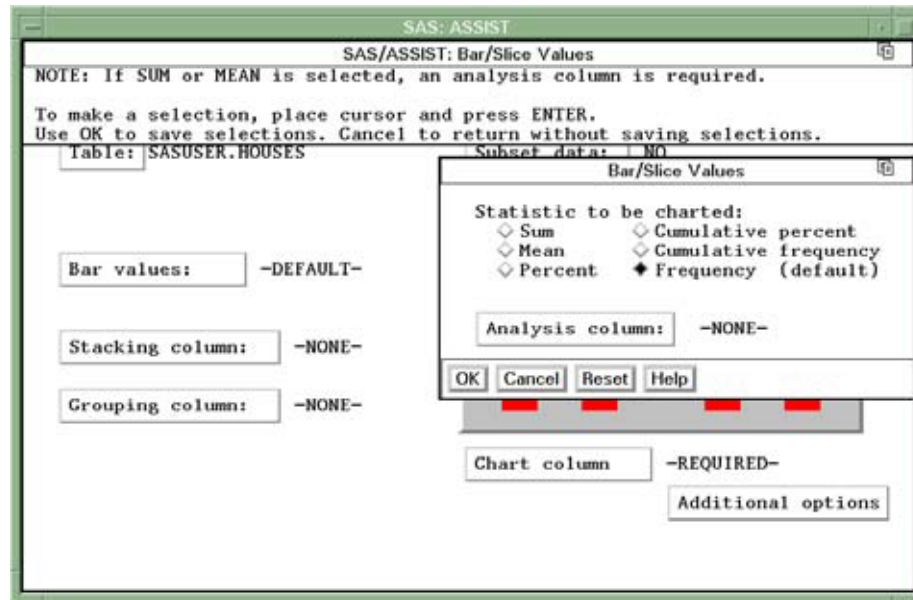 SAS: ASSIST
SAS/ASSIST: Bar/Slice Values
NOTE: If SUM or MEAN is selected, an analysis column is required.
To make a selection, place cursor and press ENTER.
Use OK to save selections. Cancel to return without saving selections.
Table: SASUSER.HOUSES
Subset data: NO
Bar/Slice Values
Statistic to be charted:
Sum Cumulative percent
Mean Cumulative frequency
Percent Frequency (default)
Analysis column: -NONE-
OK Cancel Reset Help
Bar values: -DEFAULT-
Stacking column: -NONE-
Grouping column: -NONE-
Chart column -REQUIRED-
Additional options